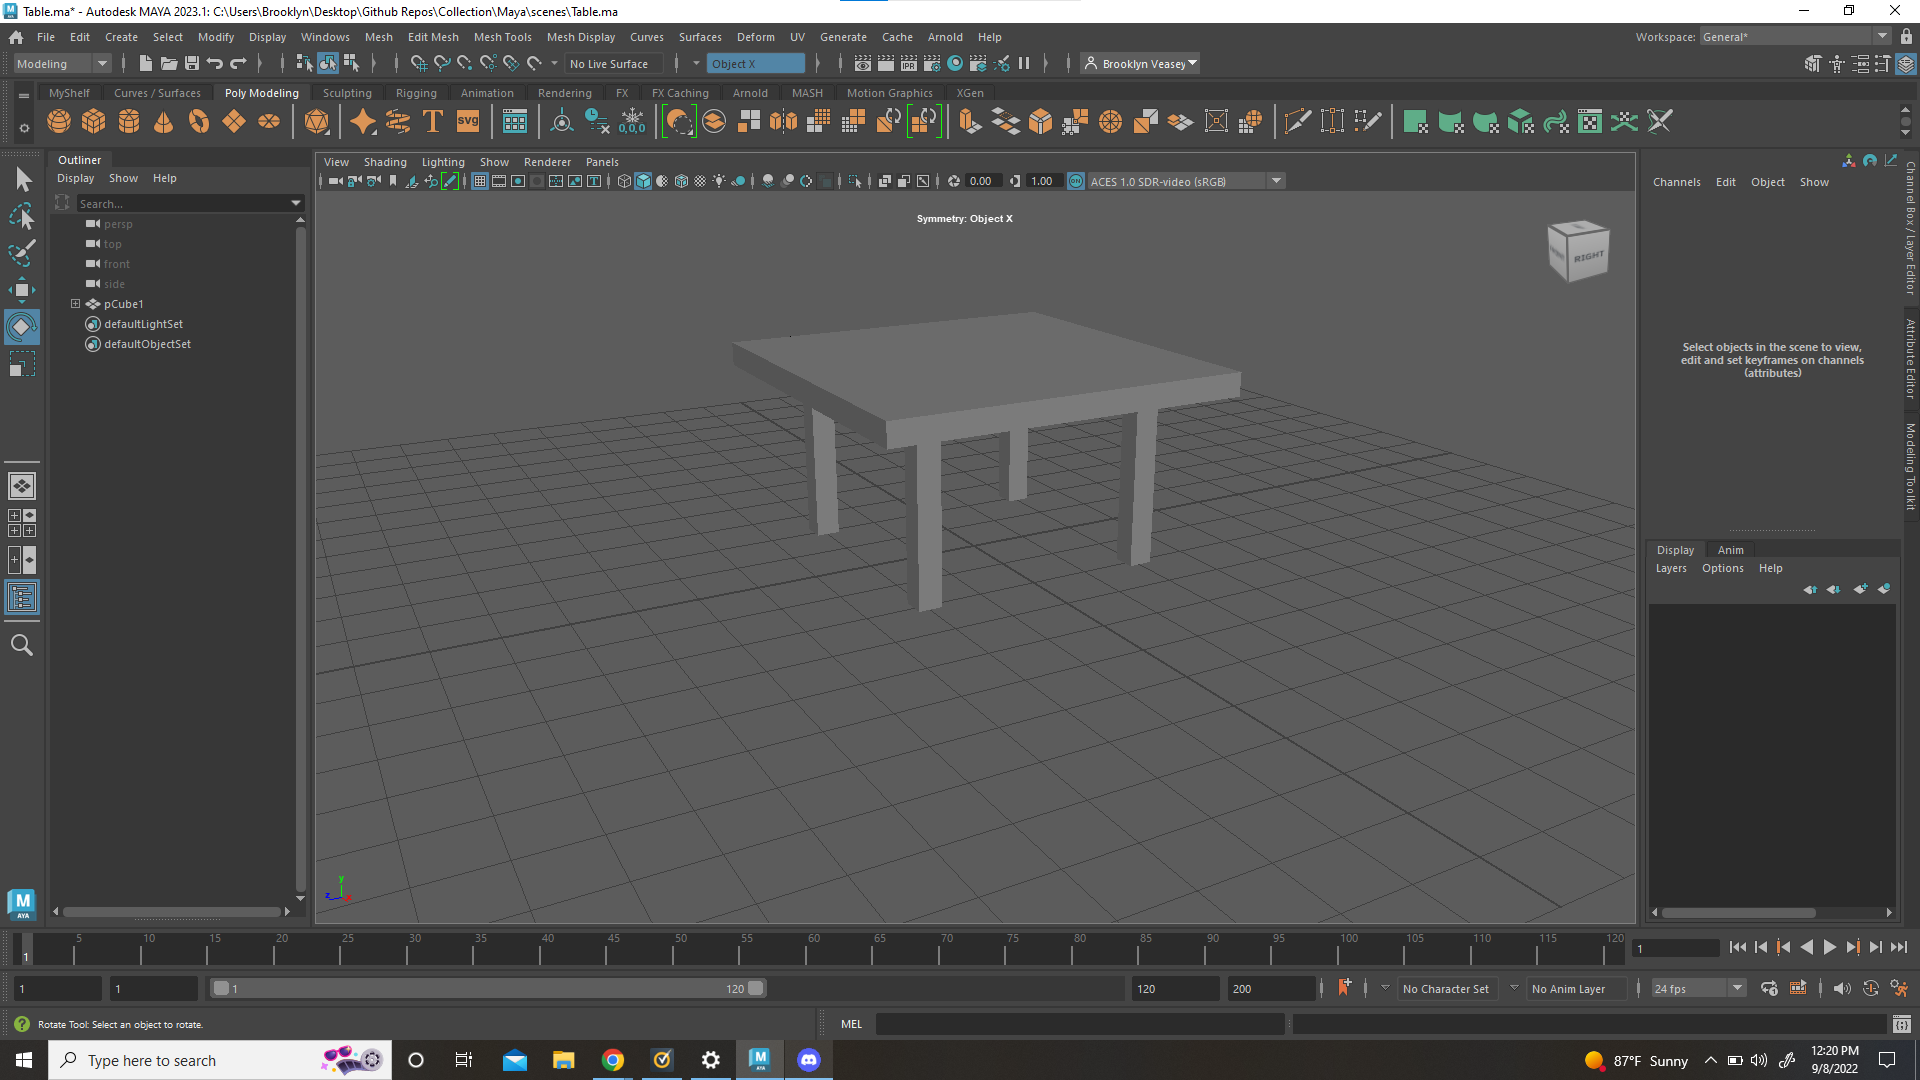 Table.ma* - Autodesk MAYA 2023.1: C:\Users\Brooklyn\Desktop\Github Repos\Collection\Maya\scenes\Table.ma
File Edit Create Select Modify Display Windows Mesh Edit Mesh Mesh Tools Mesh Display Curves Surfaces Deform UV Generate Cache Arnold Help
Workspace: General*
Modeling
No Live Surface
Object X
IPR
Brooklyn Veasey
MyShelf Curves / Surfaces Poly Modeling Sculpting Rigging Animation Rendering FX FX Caching Arnold MASH Motion Graphics XGen
T svg 0,0,0
Outliner
Display Show Help
Search...
persp
top
front
side
pCube1
defaultLightSet
defaultObjectSet
View Shading Lighting Show Renderer Panels
0.00 1.00 ON ACES 1.0 SDR-video (sRGB)
Symmetry: Object X
RIGHT
y
z
x
Channels Edit Object Show
Select objects in the scene to view,
edit and set keyframes on channels
(attributes)
Channel Box / Layer Editor
Attribute Editor
Modeling Toolkit
Display Anim
Layers Options Help
M
AYA
5 10 15 20 25 30 35 40 45 50 55 60 65 70 75 80 85 90 95 100 105 110 115 120
1
1
1 1 1 120 120 200
No Character Set
No Anim Layer
24 fps
Rotate Tool: Select an object to rotate.
MEL
Type here to search
87°F Sunny
12:20 PM
9/8/2022